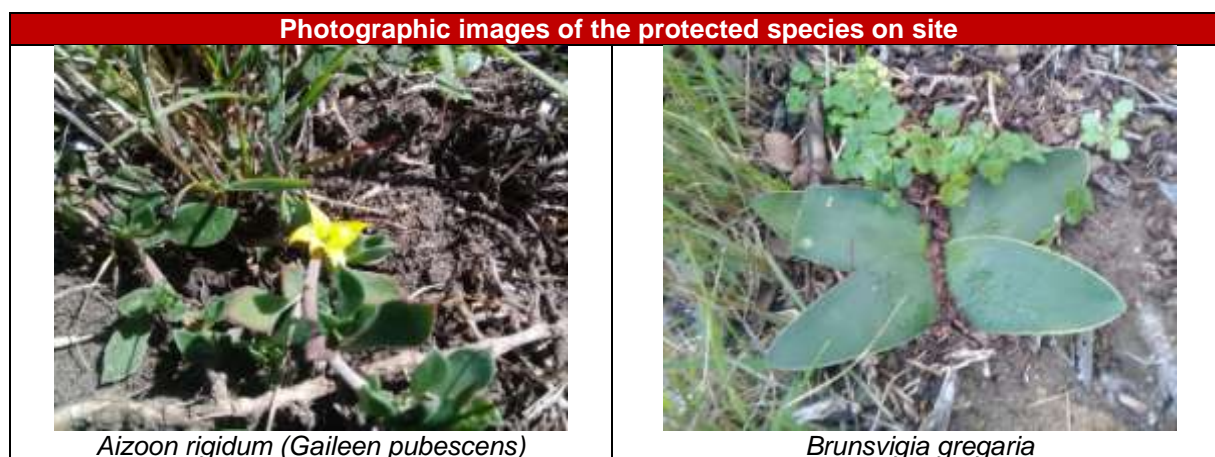 Photographic images of the protected species on site
Aizoon rigidum (Gaileen pubescens)
Brunsvigia gregaria